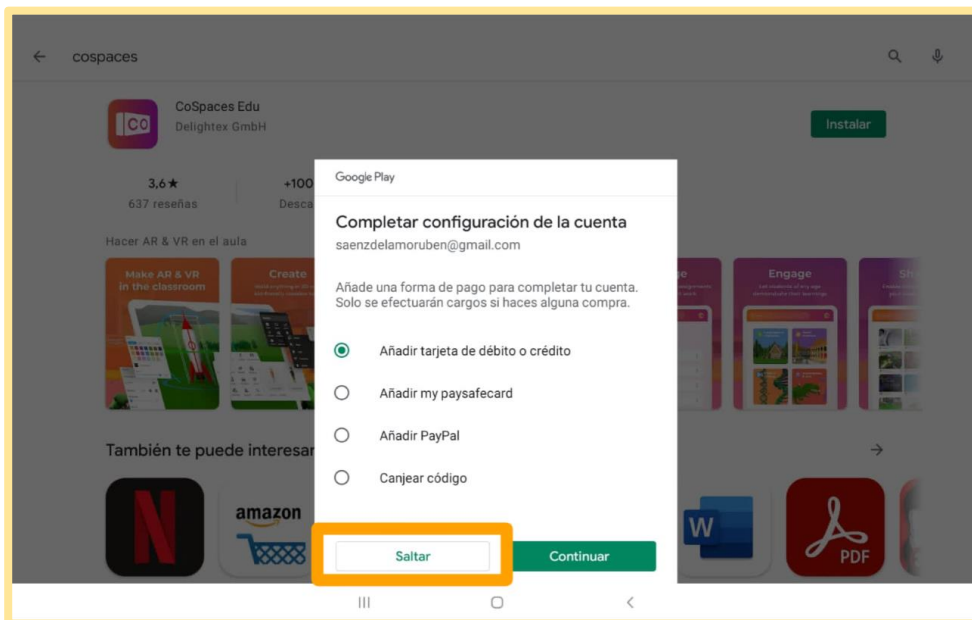 cospaces
CO
CoSpaces Edu
Delightex GmbH
Instalar
3,6★
637 reseñas
+100
Desca
Hacer AR & VR en el aula
Make AR & VR
in the classroom
Create
Engage
Google Play
Completar configuración de la cuenta
saenzdelamoruben@gmail.com
Añade una forma de pago para completar tu cuenta.
Solo se efectuarán cargos si haces alguna compra.
Añadir tarjeta de débito o crédito
Añadir my paysafecard
Añadir PayPal
Canjear código
Saltar
Continuar
También te puede interesar
N
amazon
W
PDF